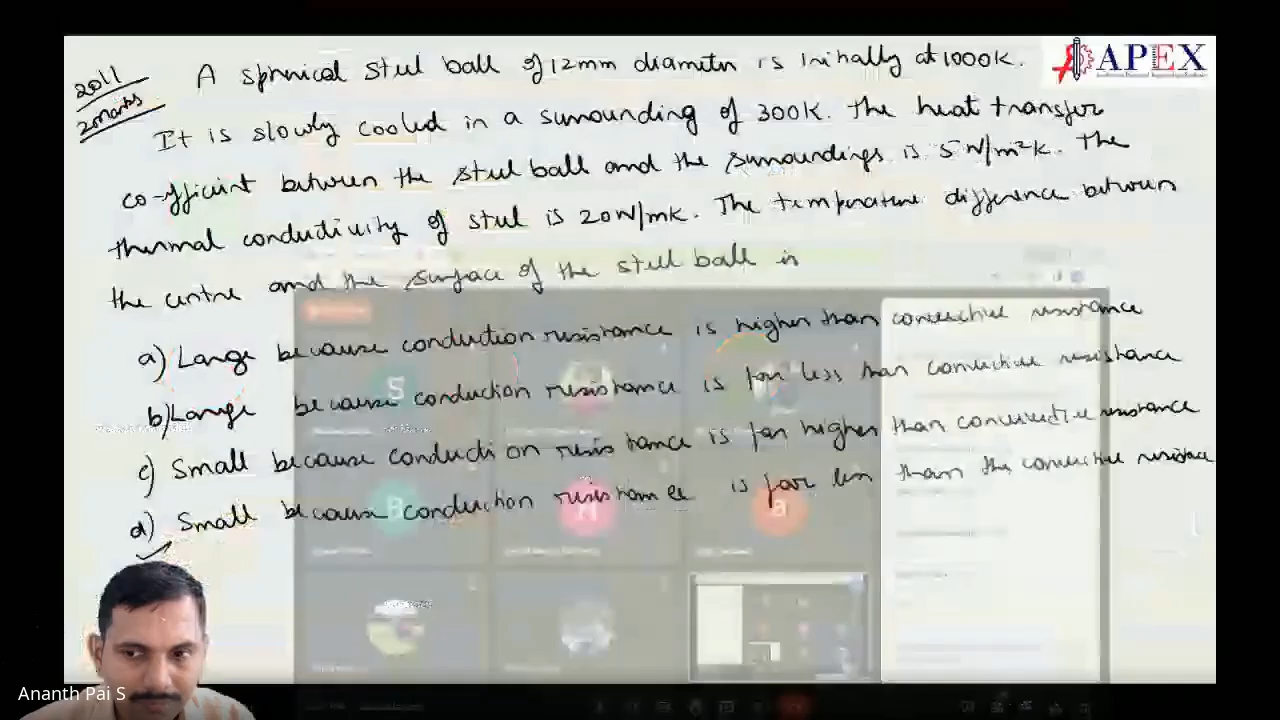 2011
2marks
A spherical steel ball of 12mm diameter is initially at 1000K.
It is slowly cooled in a surrounding of 300K. The heat transfer
co-efficient between the steel ball and the surroundings is 5W/m²K. The
thermal conductivity of steel is 20W/mK. The temperature difference between
the centre and the surface of the steel ball is
a) Large because conduction resistance is higher than convective resistance
b) Large because conduction resistance is far less than convective resistance
c) Small because conduction resistance is far higher than convective resistance
d) Small because conduction resistance is far less than the convective resistance
APEX
S
R
H
a
Ananth Pai S